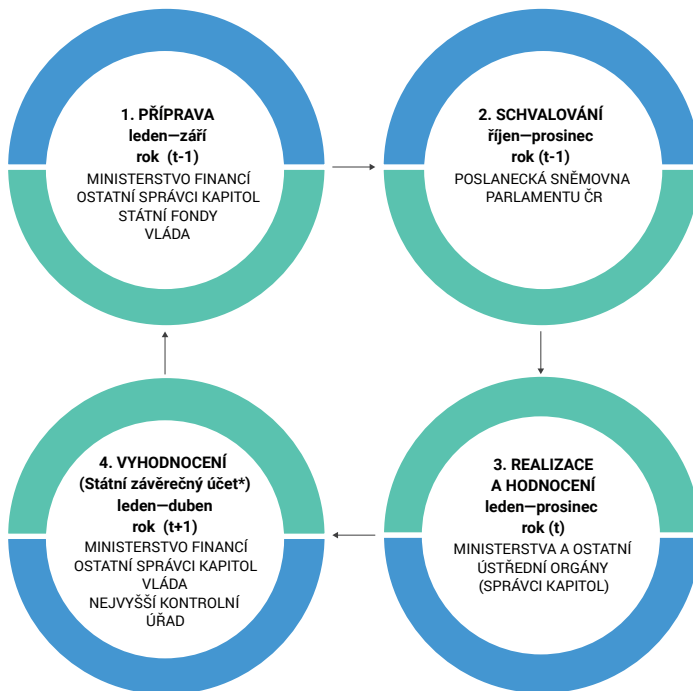 1. PŘÍPRAVA
leden—září
rok (t-1)
MINISTERSTVO FINANCÍ
OSTATNÍ SPRÁVCI KAPITOL
STÁTNÍ FONDY
VLÁDA
2. SCHVALOVÁNÍ
říjen—prosinec
rok (t-1)
POSLANECKÁ SNĚMOVNA
PARLAMENTU ČR
3. REALIZACE
A HODNOCENÍ
leden—prosinec
rok (t)
MINISTERSTVA A OSTATNÍ
ÚSTŘEDNÍ ORGÁNY
(SPRÁVCI KAPITOL)
4. VYHODNOCENÍ
(Státní závěrečný účet*)
leden—duben
rok (t+1)
MINISTERSTVO FINANCÍ
OSTATNÍ SPRÁVCI KAPITOL
VLÁDA
NEJVYŠŠÍ KONTROLNÍ
ÚŘAD